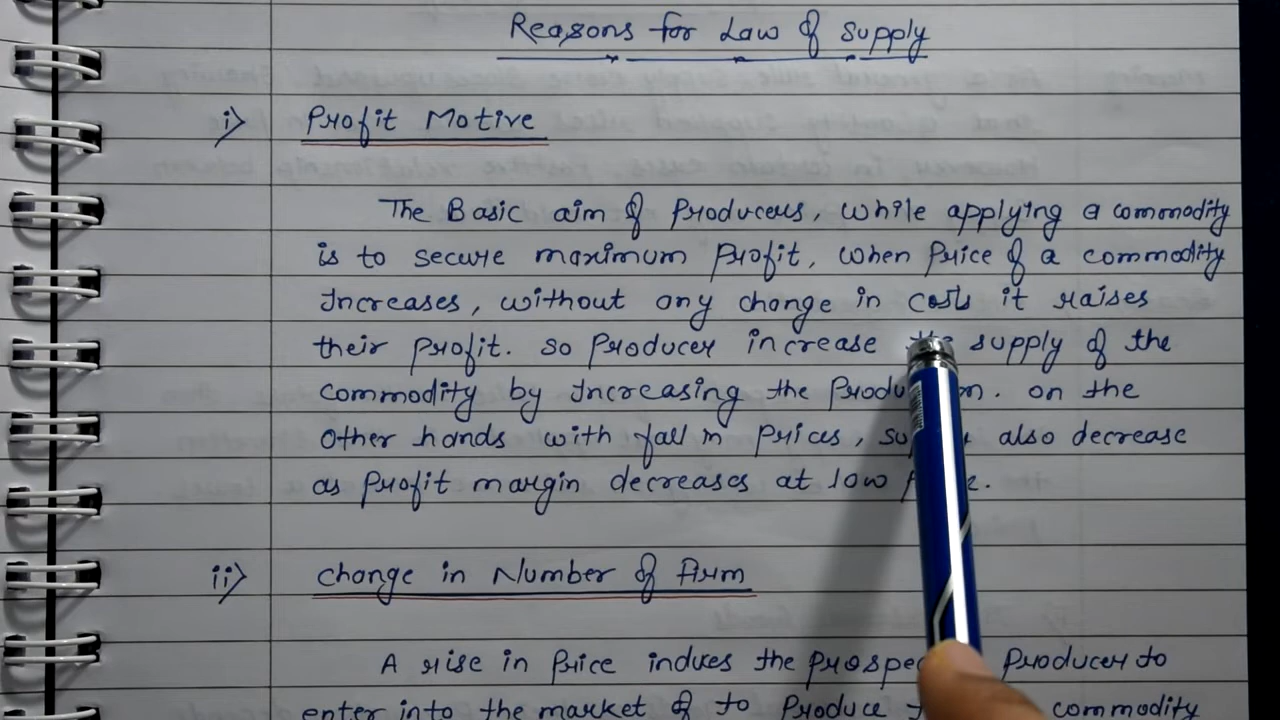 Reasons for Law of supply
i) Profit Motive
The Basic aim of Producers, while applying a commodity
is to secure maximum Profit, when Price of a commodity
Increases, without any change in costs it raises
their profit. so Producer increase the supply of the
commodity by Increasing the on the
Other hands with fall in Prices, also decrease
as Profit margin decreases at low
ii) change in Number of Firm
A rise in Price induces the Producer to
enter into the market of to Produce commodity